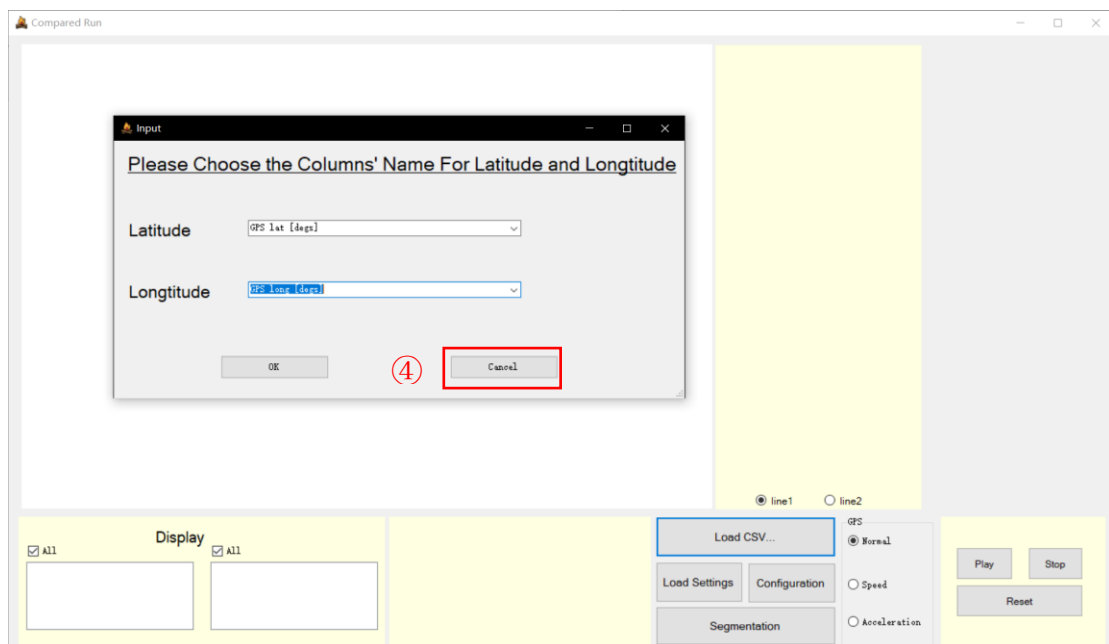 Compared Run
Input
Please Choose the Columns' Name For Latitude and Longtitude
Latitude
GPS lat [degs]
Longtitude
GPS long [degs]
OK
④
Cancel
line1
line2
Display
All
All
Load CSV...
Load Settings
Configuration
Segmentation
GPS
Normal
Speed
Acceleration
Play
Stop
Reset